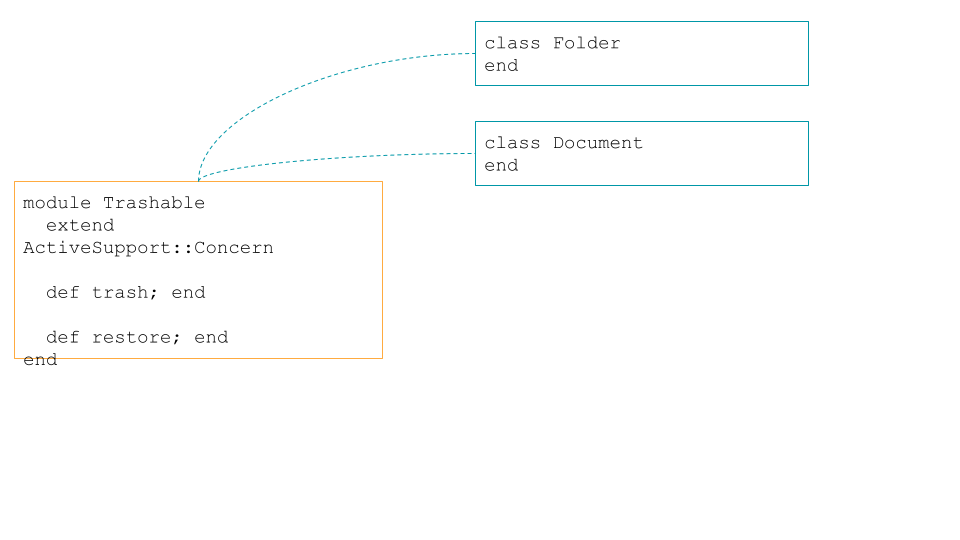 class Folder
end
class Document
end
module Trashable
  extend
ActiveSupport::Concern
  def trash; end
  def restore; end
end